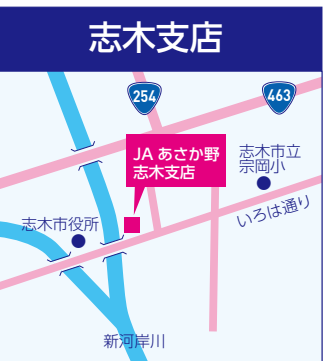 志木支店
254
463
JA あさか野
志木支店
志木市立
宗岡小
いろは通り
志木市役所
新河岸川